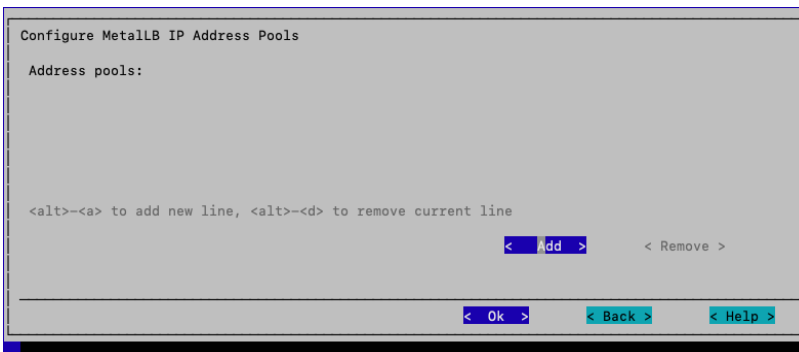 Configure MetalLB IP Address Pools
Address pools:
<alt>-<a> to add new line, <alt>-<d> to remove current line
< Add > < Remove >
< Ok > < Back > < Help >